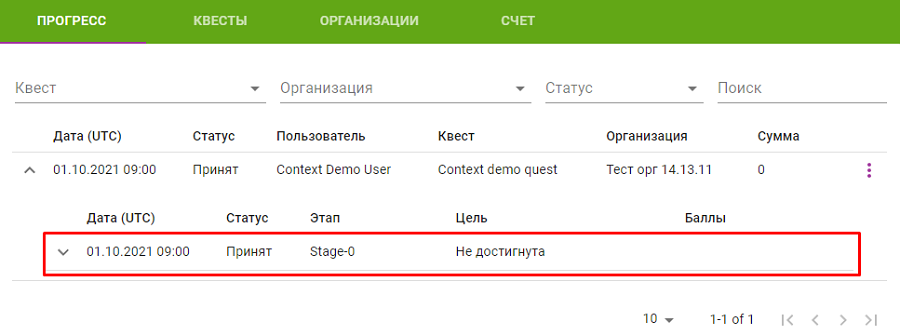 ПРОГРЕСС КВЕСТЫ ОРГАНИЗАЦИИ СЧЕТ
Квест Организация Статус Поиск
Дата (UTC) Статус Пользователь Квест Организация Сумма
01.10.2021 09:00 Принят Context Demo User Context demo quest Тест орг 14.13.11 0
Дата (UTC) Статус Этап Цель Баллы
01.10.2021 09:00 Принят Stage-0 Не достигнута
10 1-1 of 1